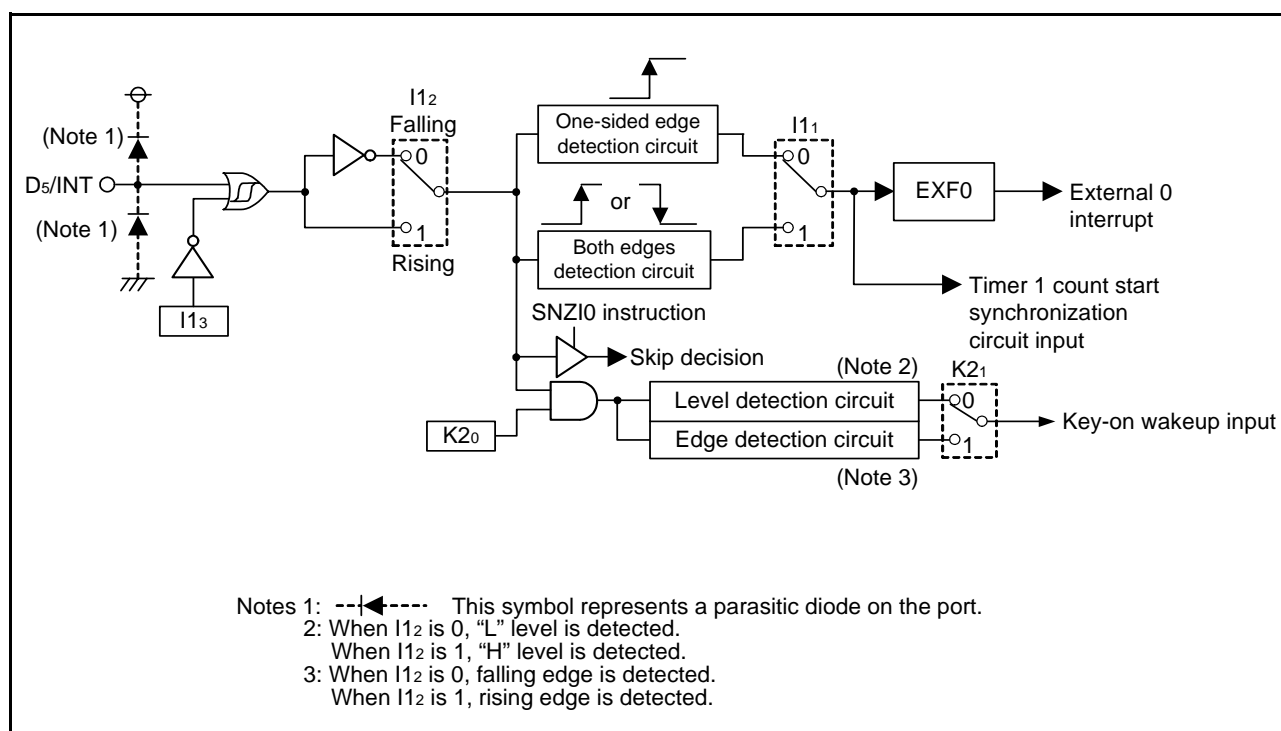 I1₂
Falling
(Note 1)
0
D₅/INT
(Note 1)
1
Rising
I1₃
One-sided edge
detection circuit
or
Both edges
detection circuit
I1₁
0
1
EXF0
External 0
interrupt
Timer 1 count start
synchronization
circuit input
SNZI0 instruction
Skip decision
(Note 2)
K2₁
Level detection circuit
0
Key-on wakeup input
K2₀
Edge detection circuit
1
(Note 3)
Notes 1: This symbol represents a parasitic diode on the port.
2: When I1₂ is 0, “L” level is detected.
When I1₂ is 1, “H” level is detected.
3: When I1₂ is 0, falling edge is detected.
When I1₂ is 1, rising edge is detected.